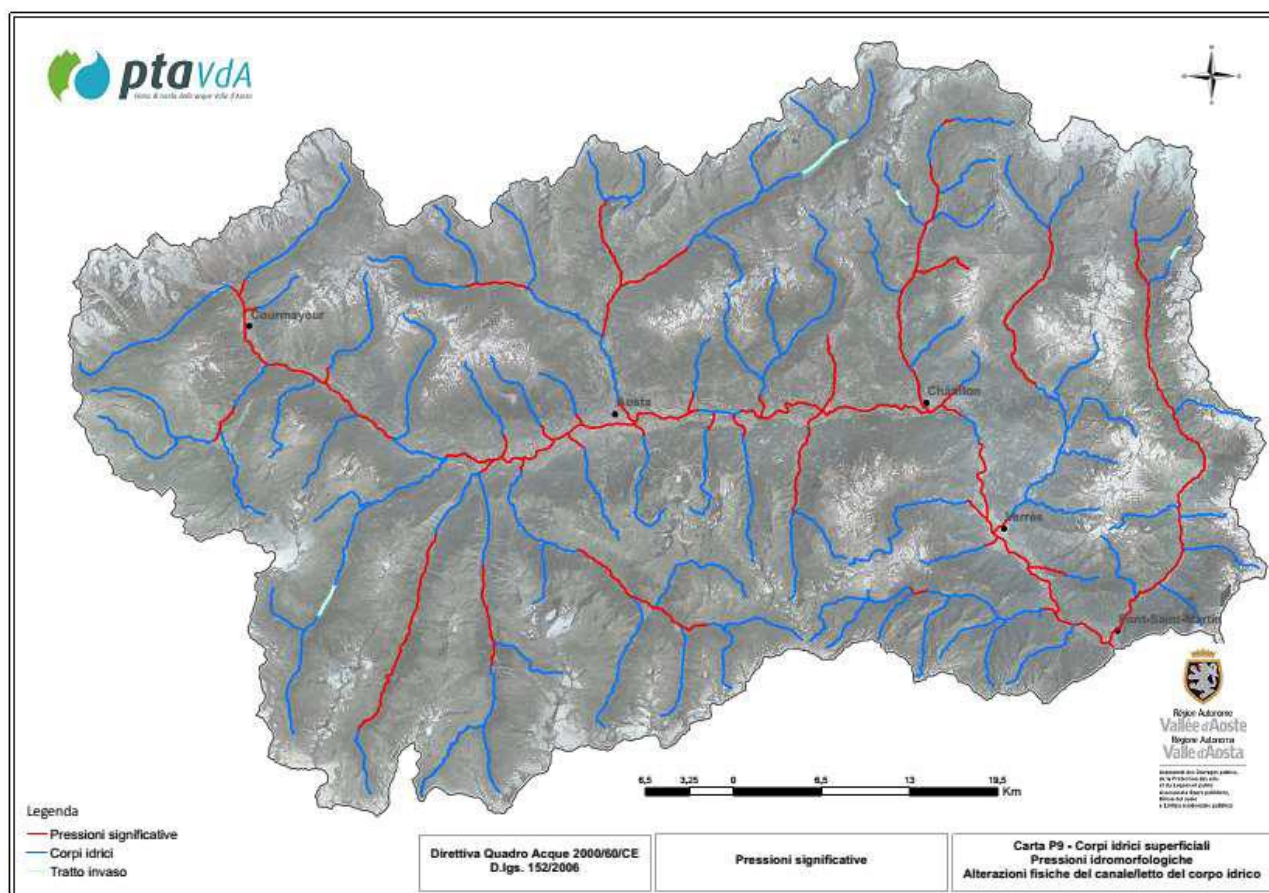 ptaVdA
Courmayeur
Aosta
Châtillon
Verrès
Pont-Saint-Martin
Région Autonome
Vallée d'Aoste
Regione Autonoma
Valle d'Aosta
6,5 3,25 0 6,5 13 19,5
Km
Legenda
Pressioni significative
Corpi idrici
Tratto invaso
Direttiva Quadro Acque 2000/60/CE
D.lgs. 152/2006
Pressioni significative
Carta P9 - Corpi idrici superficiali
Pressioni idromorfologiche
Alterazioni fisiche del canale/letto del corpo idrico